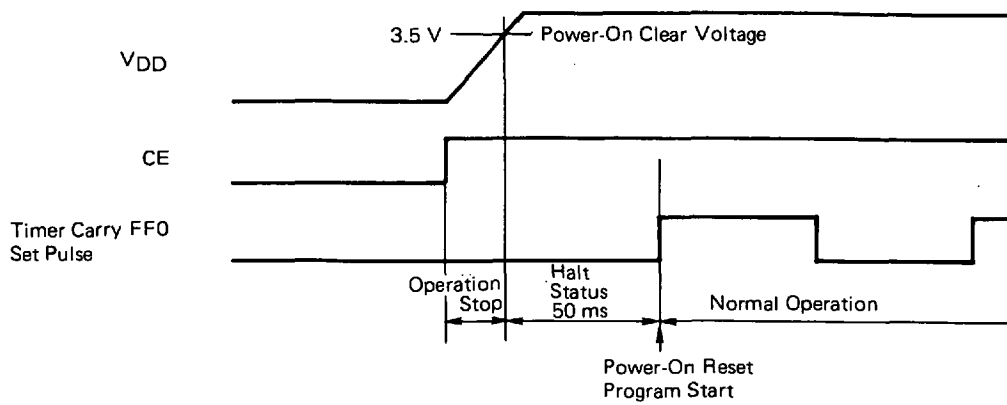 3.5 V
Power-On Clear Voltage
VDD
CE
Timer Carry FF0
Set Pulse
Operation
Stop
Halt
Status
50 ms
Normal Operation
Power-On Reset
Program Start